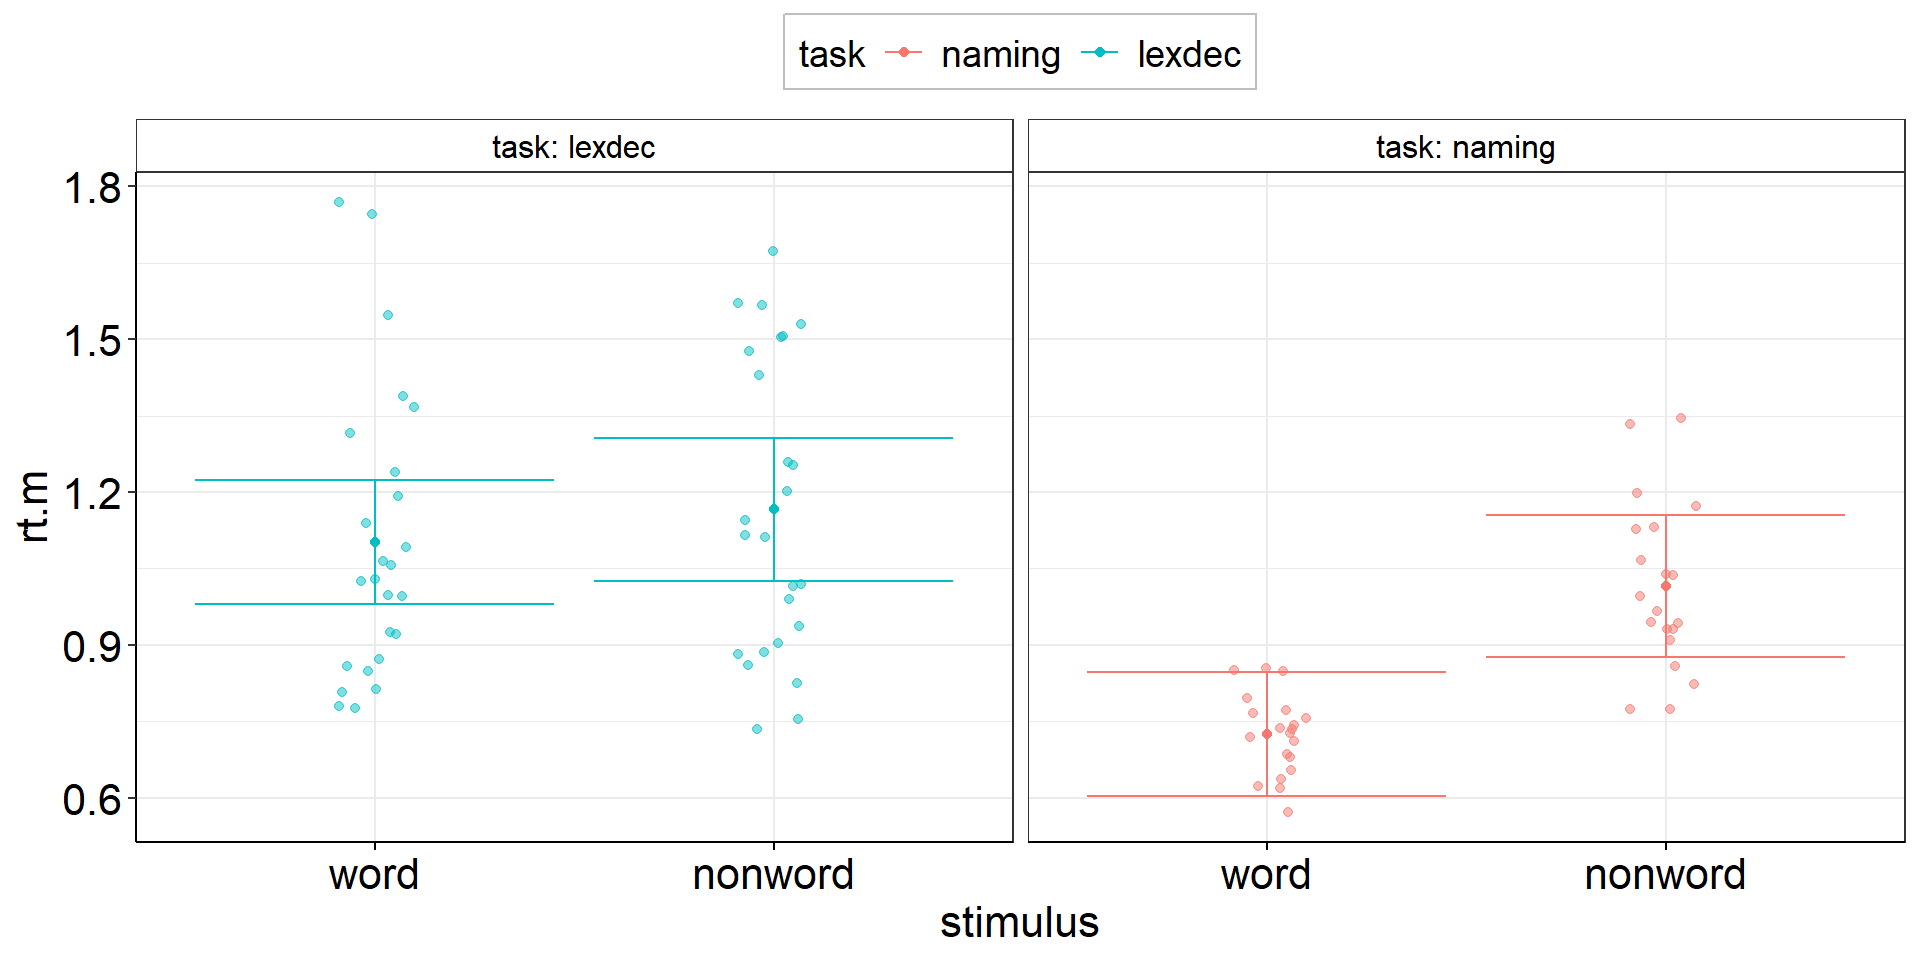 task naming lexdec
task: lexdec
task: naming
rt.m
1.8
1.5
1.2
0.9
0.6
word nonword
word nonword
stimulus